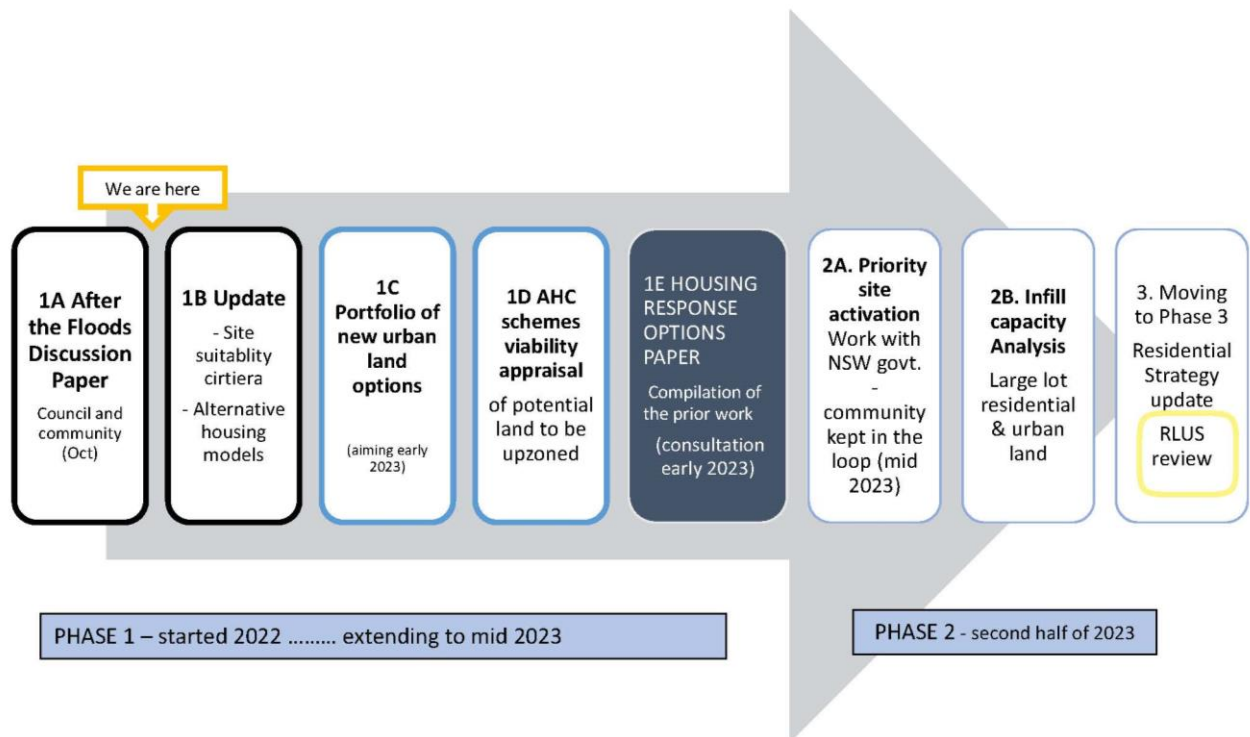 We are here
1A After
the Floods
Discussion
Paper
Council and
community
(Oct)
1B Update
- Site
suitablity
cirtiera
- Alternative
housing
models
1C
Portfolio of
new urban
land
options
(aiming early
2023)
1D AHC
schemes
viability
appraisal
of potential
land to be
upzoned
1E HOUSING
RESPONSE
OPTIONS
PAPER
Compilation of
the prior work
(consultation
early 2023)
2A. Priority
site
activation
Work with
NSW govt.
-
community
kept in the
loop (mid
2023)
2B. Infill
capacity
Analysis
Large lot
residential
& urban
land
3. Moving
to Phase 3
Residential
Strategy
update
RLUS
review
PHASE 1 – started 2022 ......... extending to mid 2023
PHASE 2 - second half of 2023